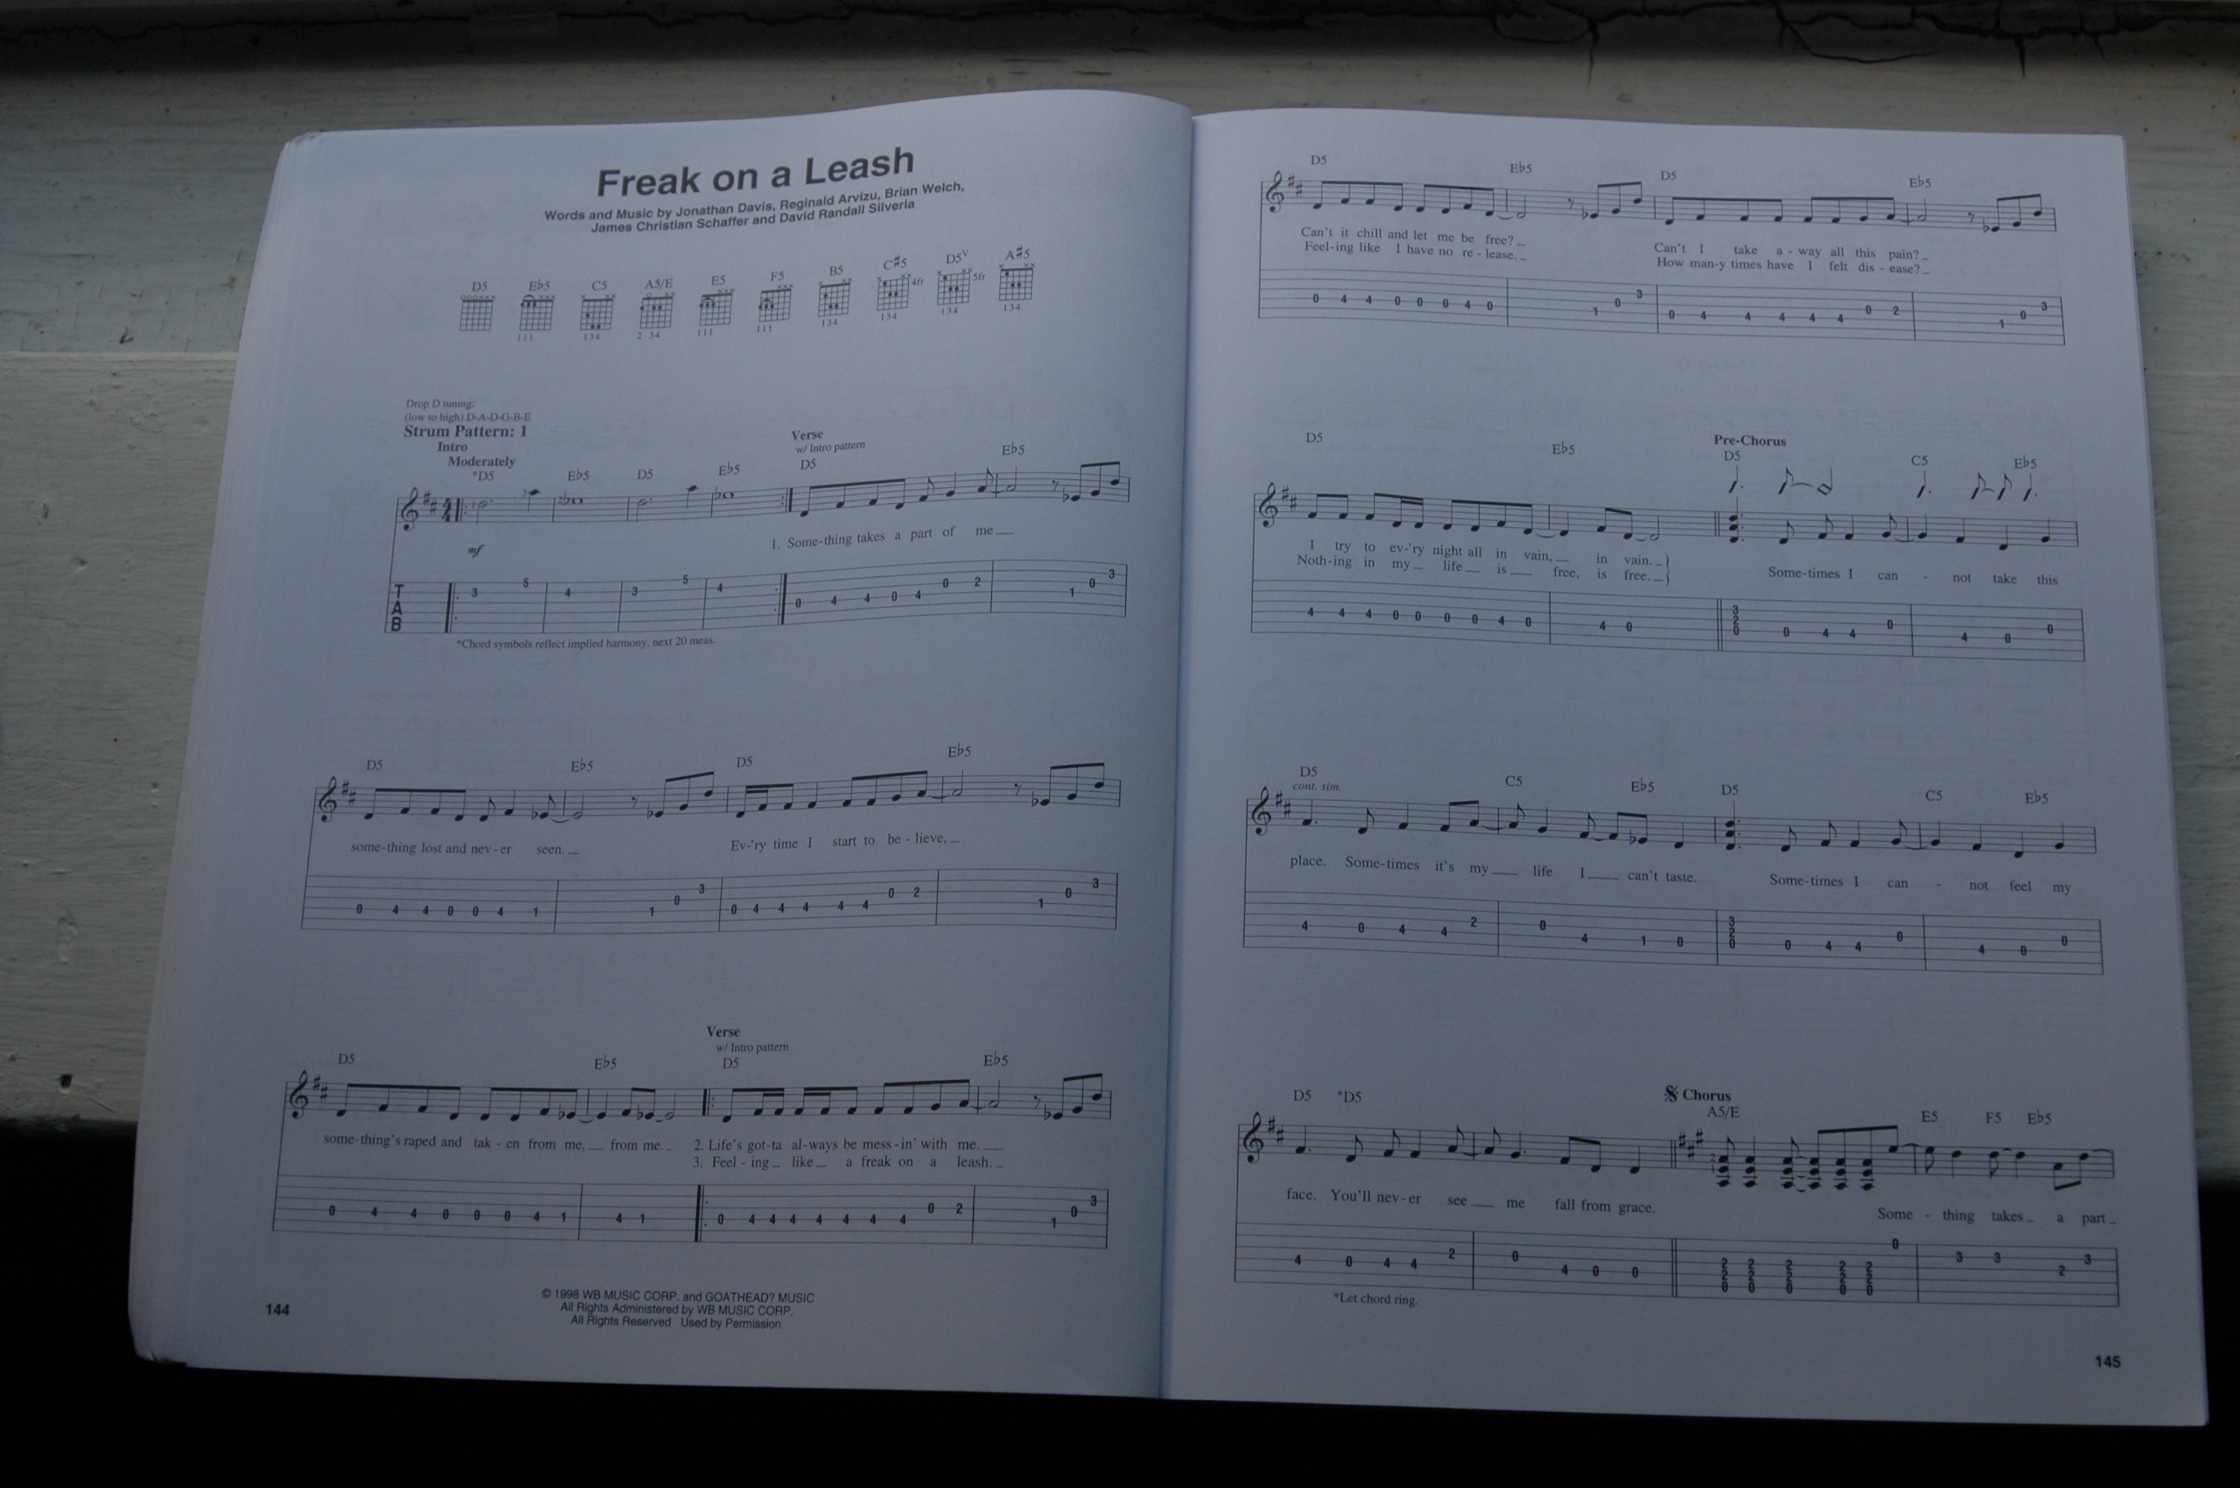 Freak on a Leash
Words and Music by Jonathan Davis, Reginald Arvizu, Brian Welch,
James Christian Schaffer and David Randall Silveria
D5 E♭5 C5 A5/E E5 F5 B5 C♯5 D5V A♯5
4fr 5fr
111 134 2 34 111 111 134 134 134 134
Drop D tuning:
(low to high) D-A-D-G-B-E
Strum Pattern: 1
Intro
Moderately
Verse
w/ Intro pattern
*D5 E♭5 D5 E♭5 D5 E♭5
mf
1. Some-thing takes a part of me
T
A
B
3 5 4 3 5 4 0 4 4 0 4 0 2 1 0 3
*Chord symbols reflect implied harmony, next 20 meas.
D5 E♭5 D5 E♭5
some-thing lost and nev-er seen. Ev-'ry time I start to be - lieve,
0 4 4 0 0 4 1 1 0 3 0 4 4 4 4 4 0 2 1 0 3
Verse
w/ Intro pattern
D5 E♭5 D5 E♭5
some-thing's raped and tak - en from me, from me. 2. Life's got-ta al-ways be mess-in' with me.
3. Feel - ing like a freak on a leash.
0 4 4 0 0 0 4 1 4 1 0 4 4 4 4 4 4 4 0 2 1 0 3
© 1998 WB MUSIC CORP. and GOATHEAD? MUSIC
All Rights Administered by WB MUSIC CORP.
All Rights Reserved Used by Permission
144
D5 E♭5 D5 E♭5
Can't it chill and let me be free? Can't I take a - way all this pain?
Feel-ing like I have no re - lease. How man-y times have I felt dis - ease?
0 4 4 0 0 0 4 0 1 0 3 0 4 4 4 4 4 0 2 1 0 3
Pre-Chorus
D5 E♭5 D5 C5 E♭5
I try to ev-'ry night all in vain, in vain. Some-times I can - not take this
Noth-ing in my life is free, is free.
4 4 4 0 0 0 0 4 0 4 0 3 2 0 0 4 4 0 4 0 0
D5 C5 E♭5 D5 C5 E♭5
cont. sim.
place. Some-times it's my life I can't taste. Some-times I can - not feel my
4 0 4 4 2 0 4 1 0 3 2 0 0 4 4 0 4 0 0
Chorus
D5 *D5 A5/E E5 F5 E♭5
face. You'll nev-er see me fall from grace. Some - thing takes a part
4 0 4 4 2 0 4 0 0 2 2 2 0 2 2 2 0 2 2 2 0 2 2 2 0 2 2 2 0 0 3 3 2 3
*Let chord ring.
145